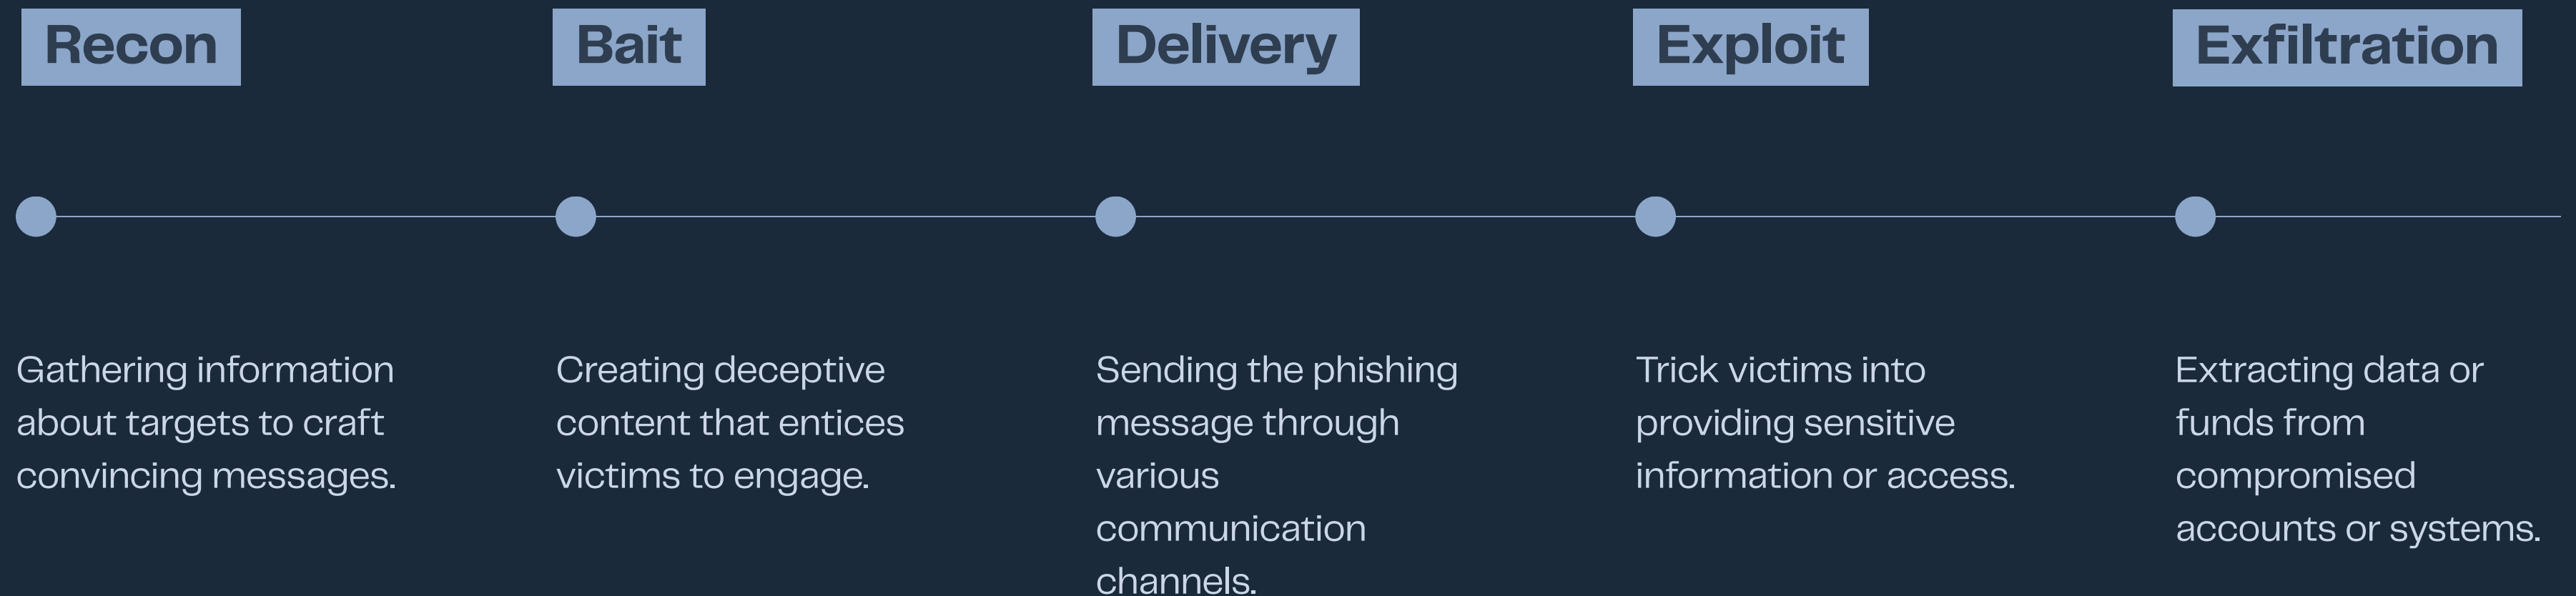 Recon
Bait
Delivery
Exploit
Exfiltration
Gathering information
about targets to craft
convincing messages.
Creating deceptive
content that entices
victims to engage.
Sending the phishing
message through
various
communication
channels.
Trick victims into
providing sensitive
information or access.
Extracting data or
funds from
compromised
accounts or systems.